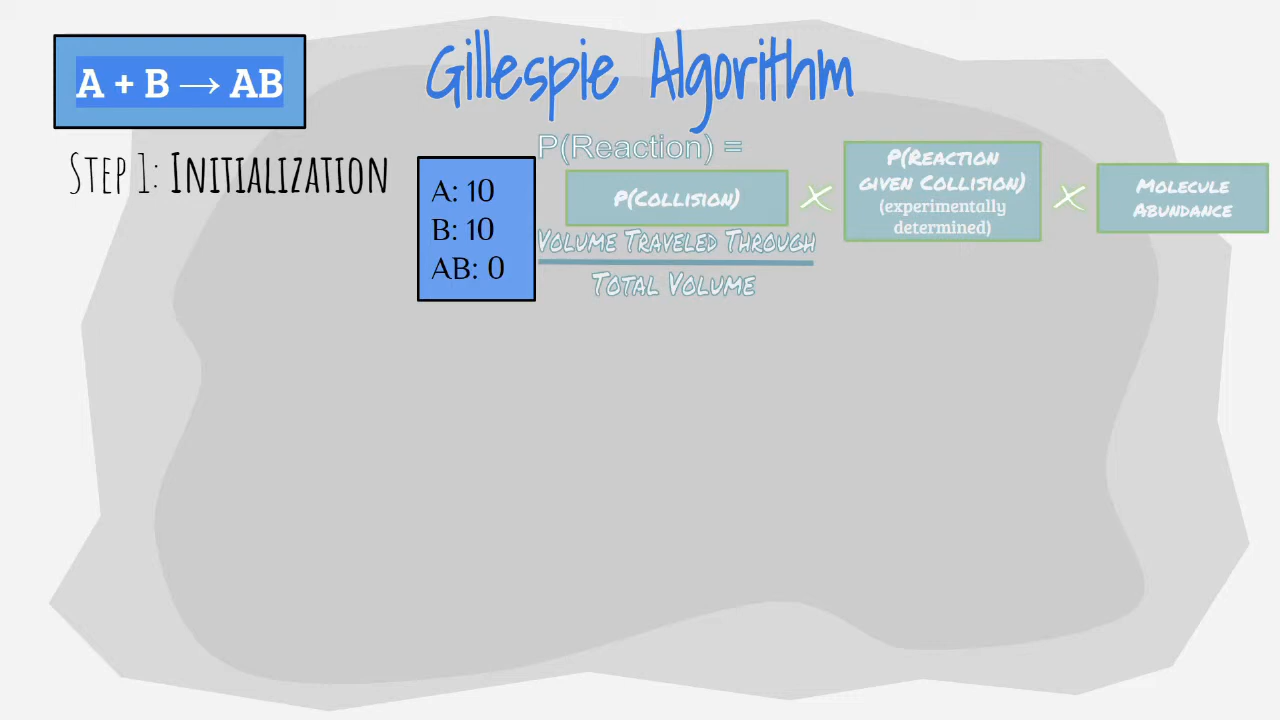 A + B → AB
Gillespie Algorithm
Step 1: Initialization
A: 10
B: 10
AB: 0
P(Reaction) =
P(Collision)
Volume Traveled Through
Total Volume
×
P(Reaction
given Collision)
(experimentally
determined)
×
Molecule
Abundance